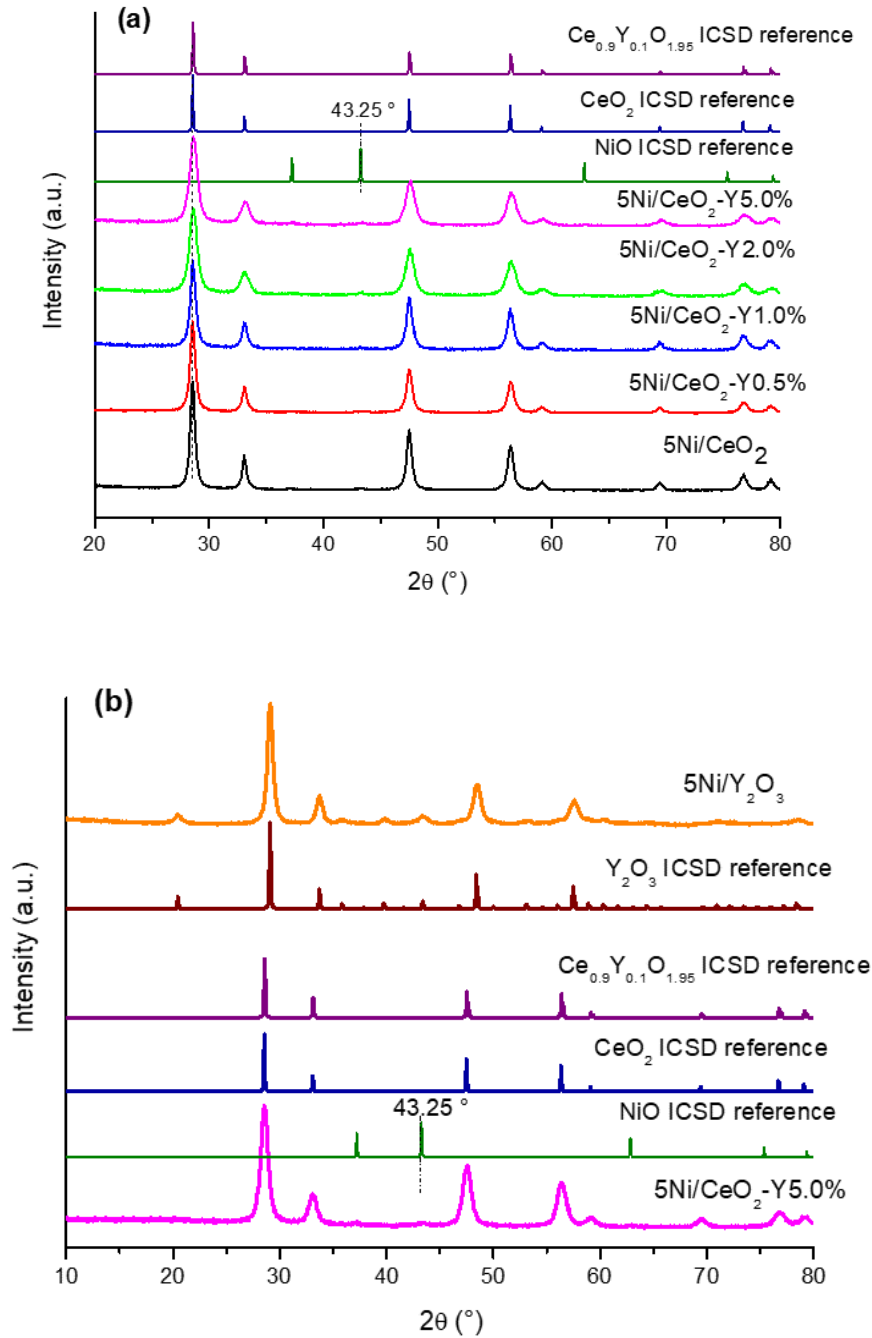 (a)
Ce0.9Y0.1O1.95 ICSD reference
CeO2 ICSD reference
43.25 °
NiO ICSD reference
5Ni/CeO2-Y5.0%
5Ni/CeO2-Y2.0%
5Ni/CeO2-Y1.0%
5Ni/CeO2-Y0.5%
5Ni/CeO2
Intensity (a.u.)
20 30 40 50 60 70 80
2θ (°)
(b)
5Ni/Y2O3
Y2O3 ICSD reference
Ce0.9Y0.1O1.95 ICSD reference
CeO2 ICSD reference
43.25 °
NiO ICSD reference
5Ni/CeO2-Y5.0%
Intensity (a.u.)
10 20 30 40 50 60 70 80
2θ (°)